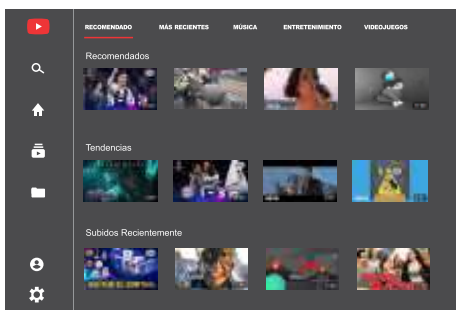 RECOMENDADO
MÁS RECIENTES
MÚSICA
ENTRETENIMIENTO
VIDEOJUEGOS
Recomendados
Tendencias
Subidos Recientemente